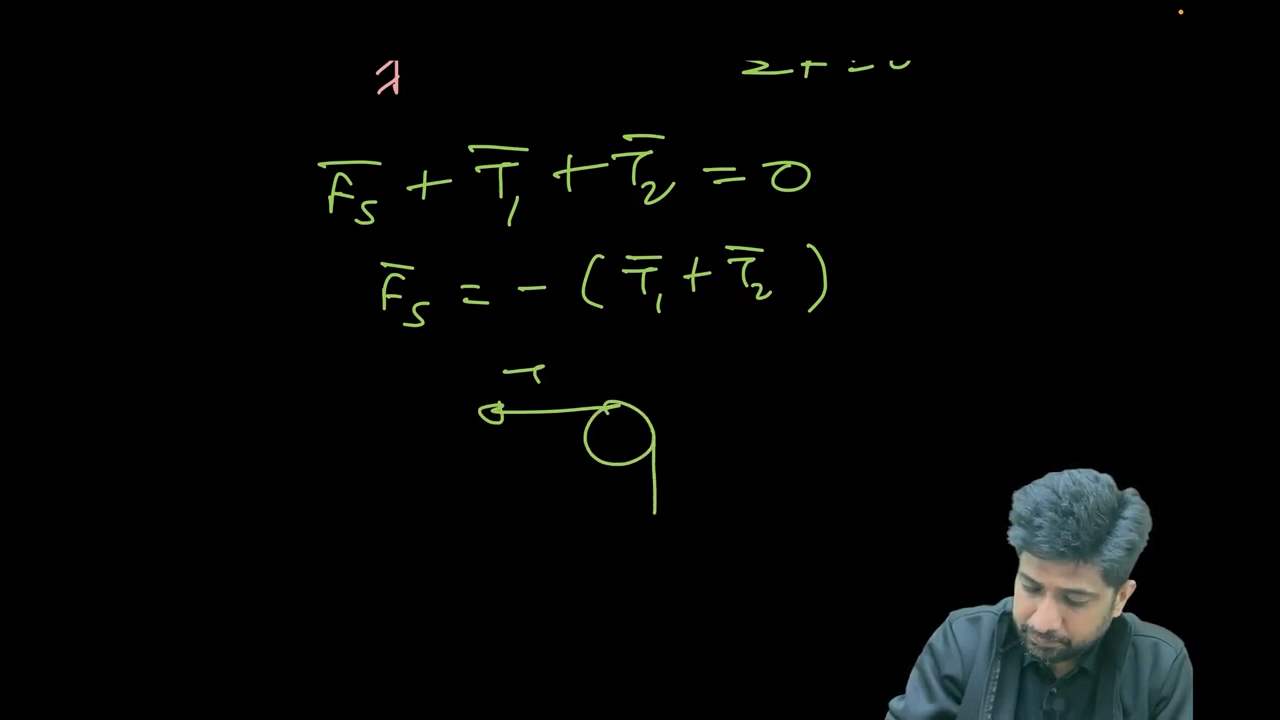 F̅s + T̅₁ + T̅₂ = 0
F̅s = - ( T̅₁ + T̅₂ )
T